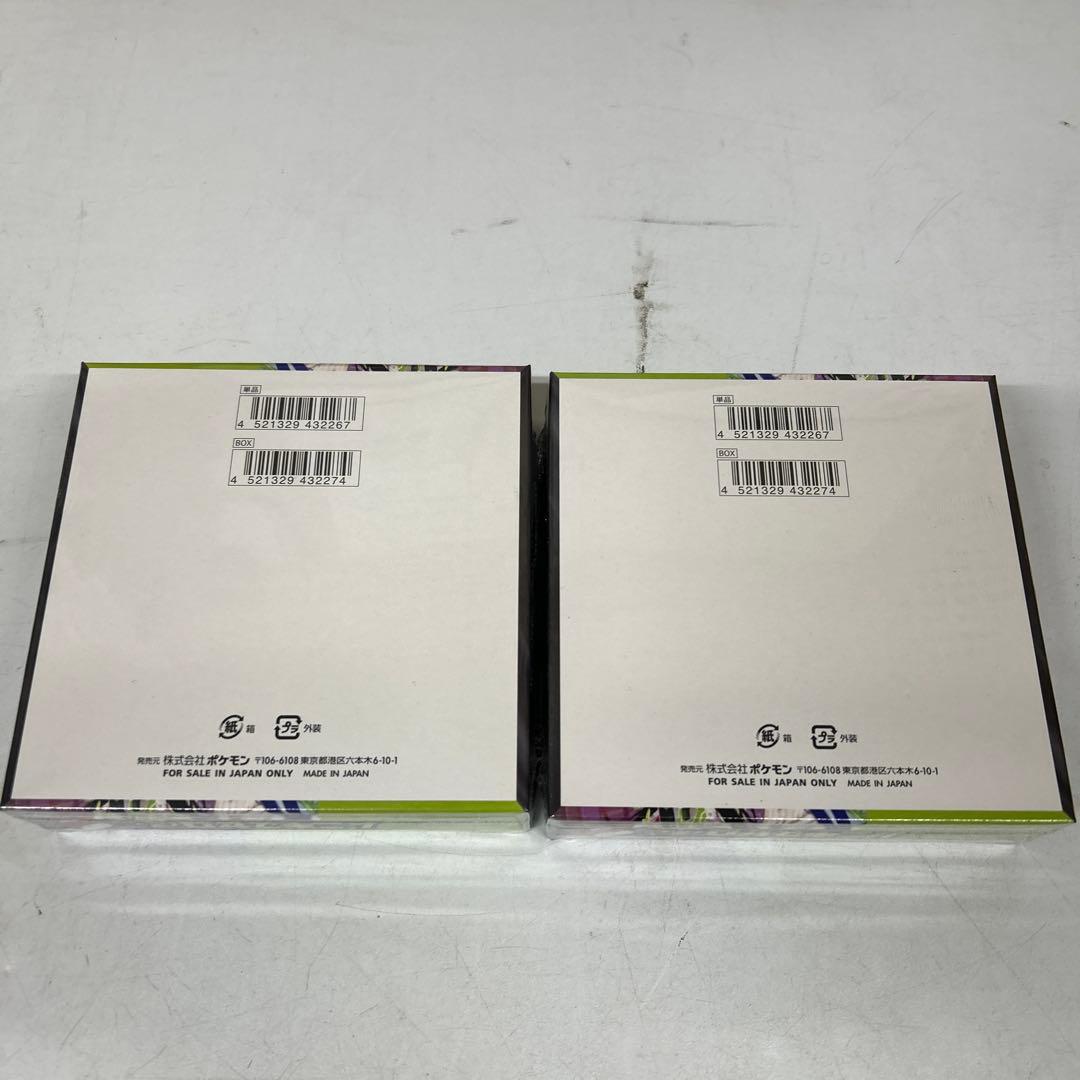 単品
4 521329 432267
BOX
4 521329 432274
紙 箱 プラ 外装
発売元 株式会社ポケモン 〒106-6108 東京都港区六本木6-10-1
FOR SALE IN JAPAN ONLY MADE IN JAPAN
単品
4 521329 432267
BOX
4 521329 432274
紙 箱 プラ 外装
発売元 株式会社ポケモン 〒106-6108 東京都港区六本木6-10-1
FOR SALE IN JAPAN ONLY MADE IN JAPAN